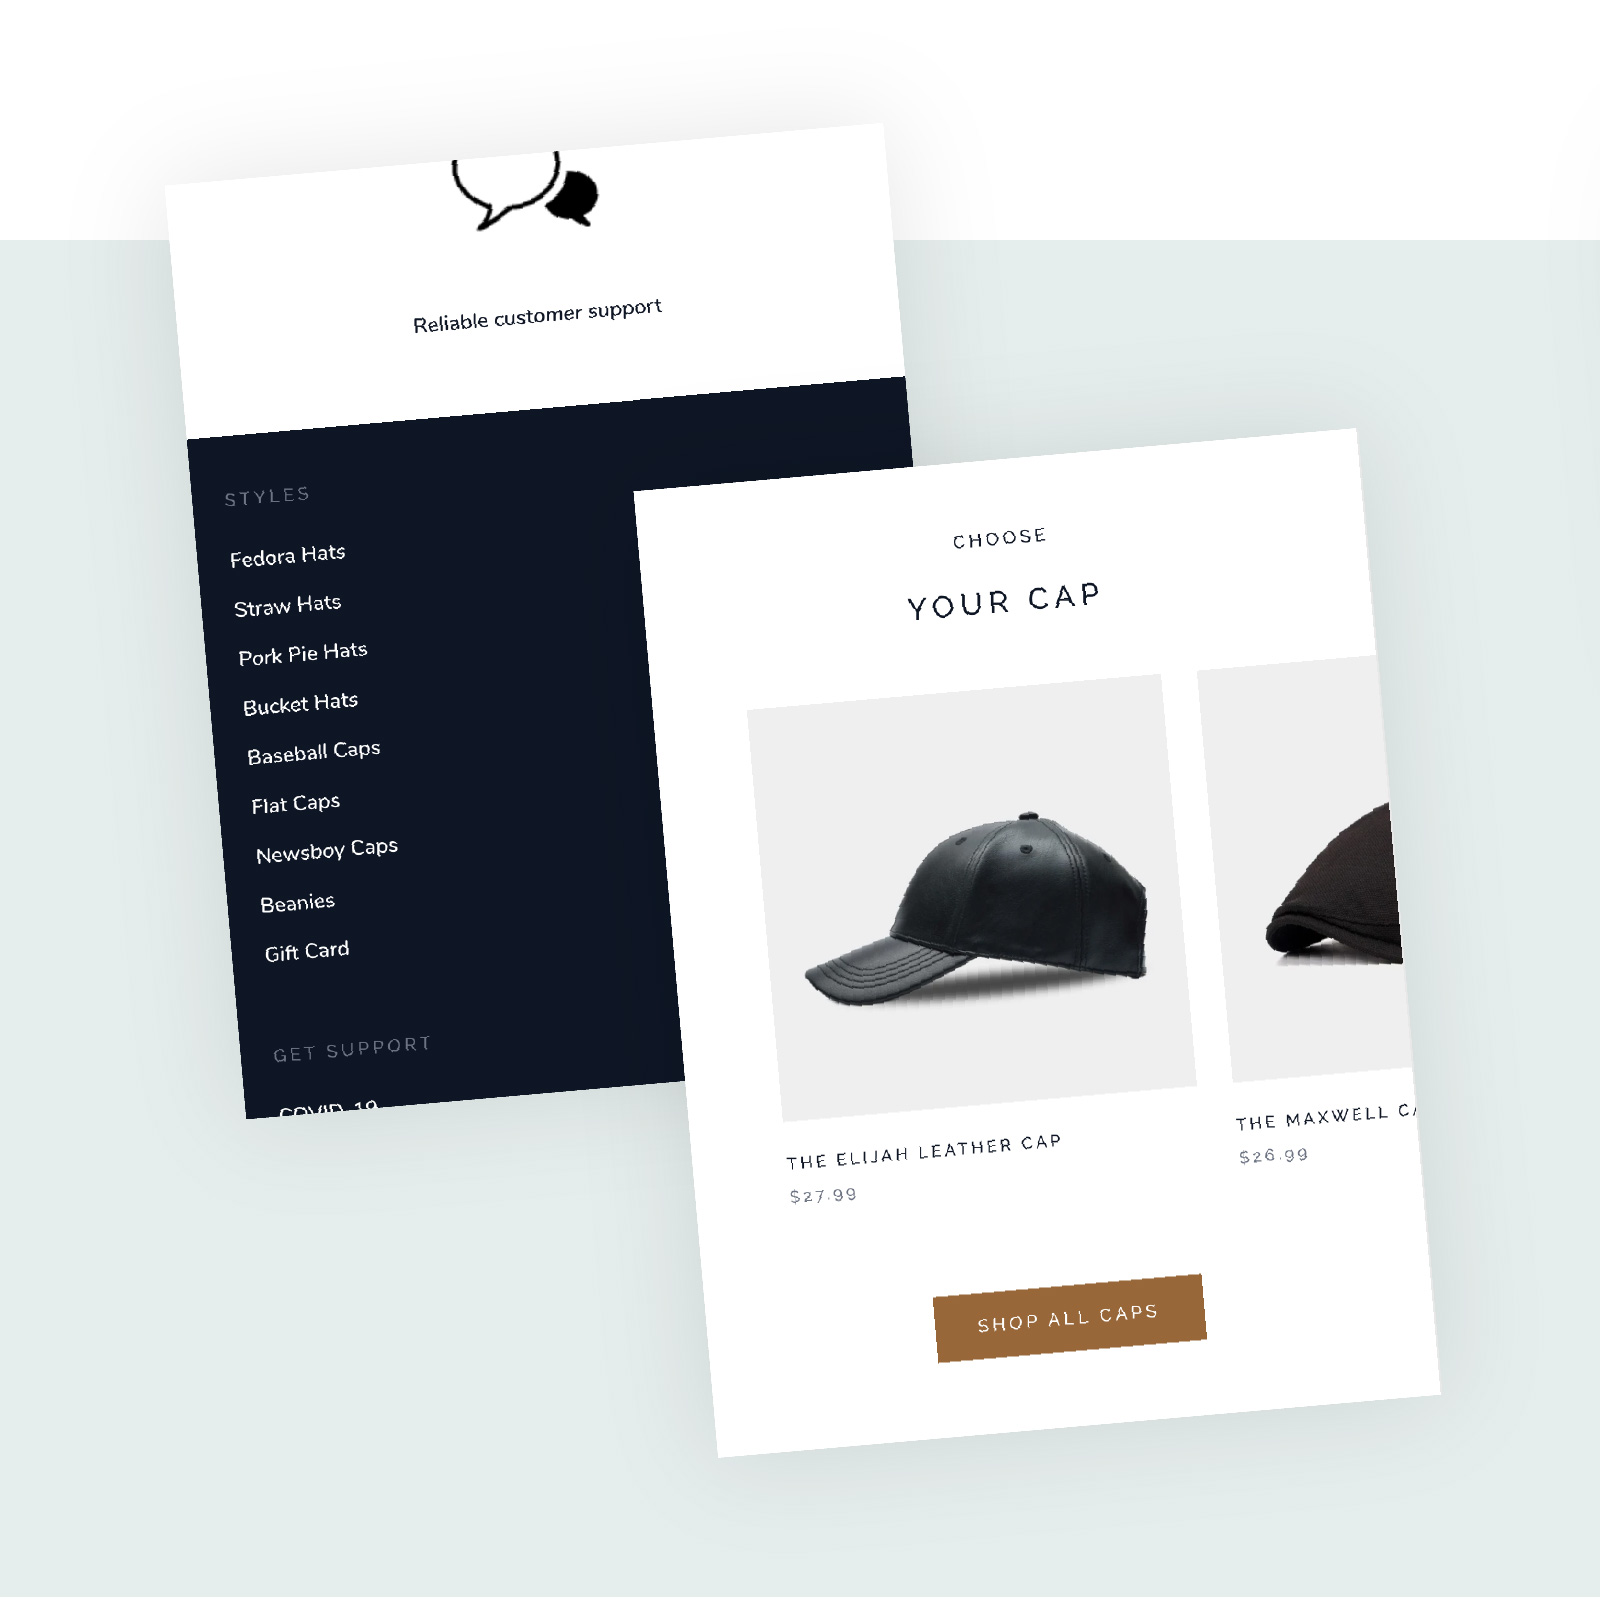 Reliable customer support
STYLES
Fedora Hats
Straw Hats
Pork Pie Hats
Bucket Hats
Baseball Caps
Flat Caps
Newsboy Caps
Beanies
Gift Card
GET SUPPORT
COVID-19
CHOOSE
YOUR CAP
THE ELIJAH LEATHER CAP
$27.99
THE MAXWELL
$26.99
SHOP ALL CAPS